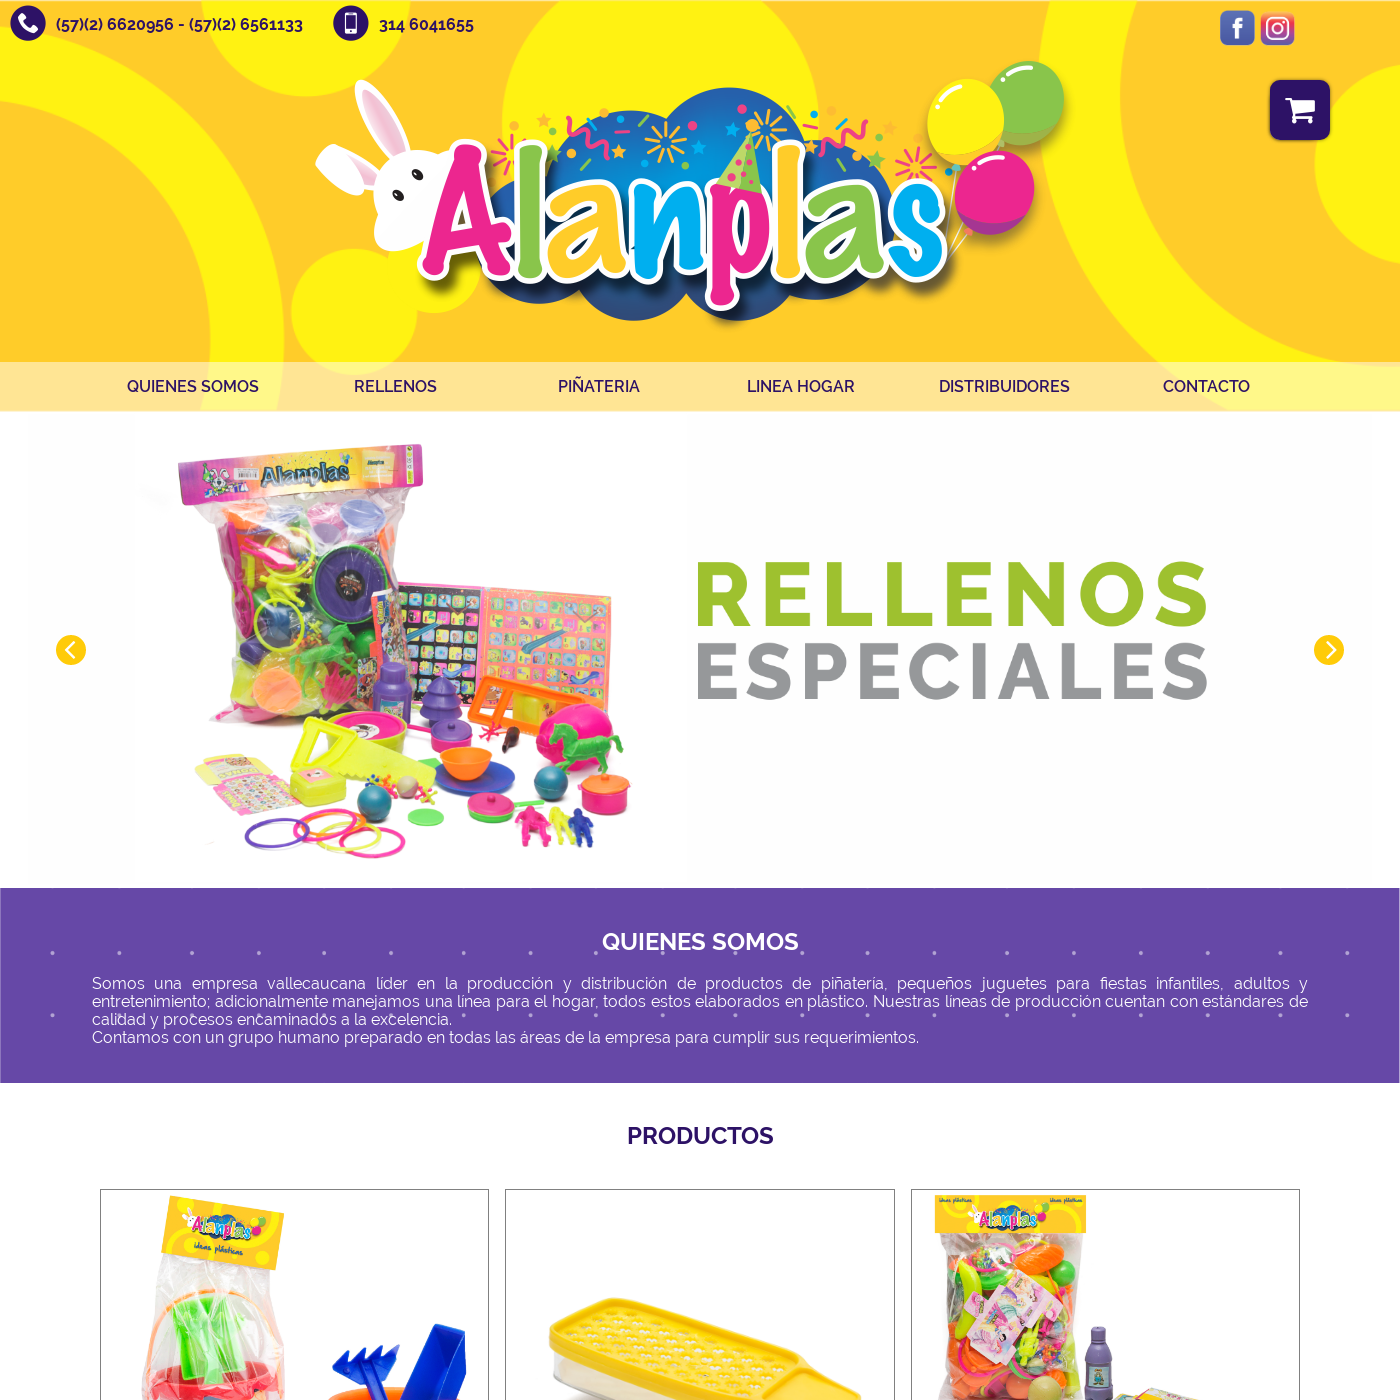 (57)(2) 6620956 - (57)(2) 6561133
314 6041655
Alanplas
QUIENES SOMOS
RELLENOS
PIÑATERIA
LINEA HOGAR
DISTRIBUIDORES
CONTACTO
Alanplas
RELLENOS
ESPECIALES
QUIENES SOMOS
Somos una empresa vallecaucana líder en la producción y distribución de productos de piñatería, pequeños juguetes para fiestas infantiles, adultos y
entretenimiento; adicionalmente manejamos una línea para el hogar, todos estos elaborados en plástico. Nuestras líneas de producción cuentan con estándares de
calidad y procesos encaminados a la excelencia.
Contamos con un grupo humano preparado en todas las áreas de la empresa para cumplir sus requerimientos.
PRODUCTOS
Alanplas
ideas plásticas
ideas plásticas
ideas plásticas
Alanplas